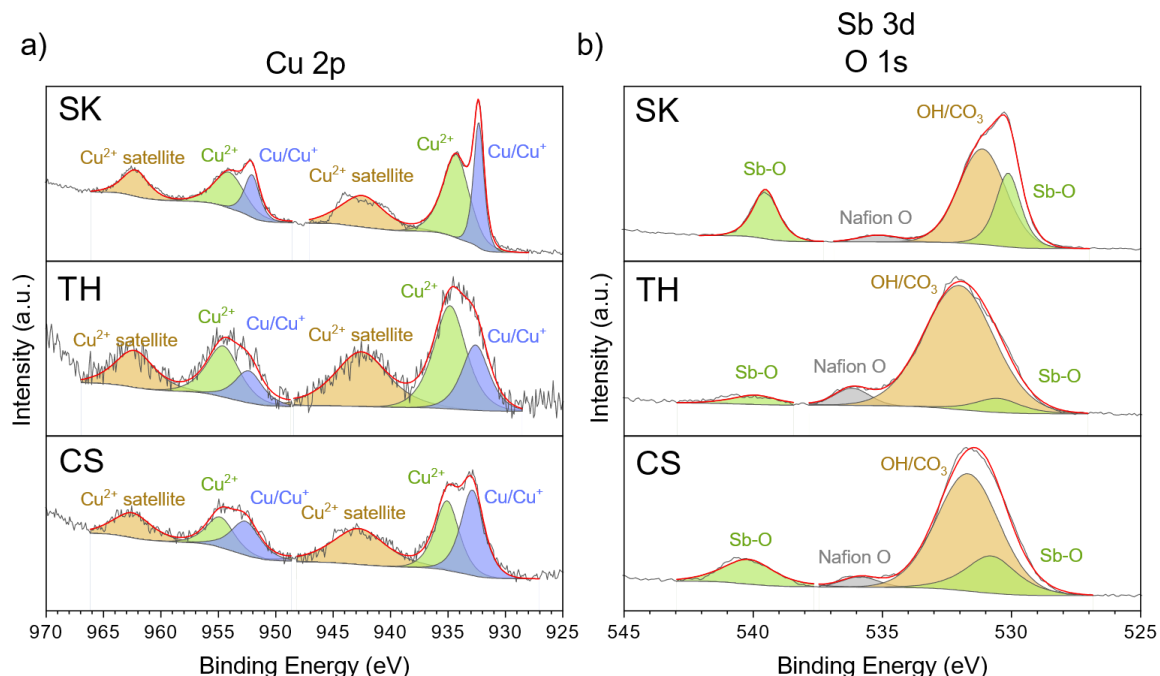 a)
Cu 2p
SK
Cu²⁺ satellite
Cu²⁺
Cu/Cu⁺
Cu²⁺ satellite
Cu²⁺
Cu/Cu⁺
TH
Cu²⁺ satellite
Cu²⁺
Cu/Cu⁺
Cu²⁺ satellite
Cu²⁺
Cu/Cu⁺
CS
Cu²⁺ satellite
Cu²⁺
Cu/Cu⁺
Cu²⁺ satellite
Cu²⁺
Cu/Cu⁺
Intensity (a.u.)
970 965 960 955 950 945 940 935 930 925
Binding Energy (eV)
b)
Sb 3d
O 1s
SK
Sb-O
Nafion O
OH/CO₃
Sb-O
TH
Sb-O
Nafion O
OH/CO₃
Sb-O
CS
Sb-O
Nafion O
OH/CO₃
Sb-O
Intensity (a.u.)
545 540 535 530 525
Binding Energy (eV)